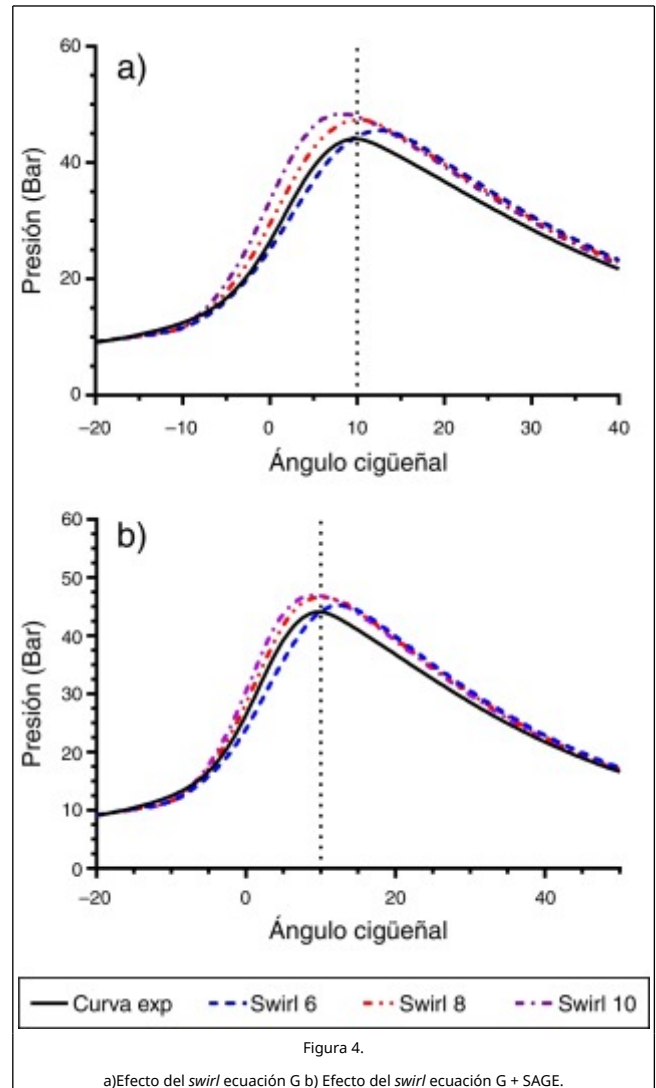 a)
60
40
20
0
Presión (Bar)
−20 −10 0 10 20 30 40
Ángulo cigüeñal
b)
60
50
40
30
20
10
0
Presión (Bar)
−20 0 20 40
Ángulo cigüeñal
Curva exp Swirl 6 Swirl 8 Swirl 10
Figura 4.
a)Efecto del swirl ecuación G b) Efecto del swirl ecuación G + SAGE.